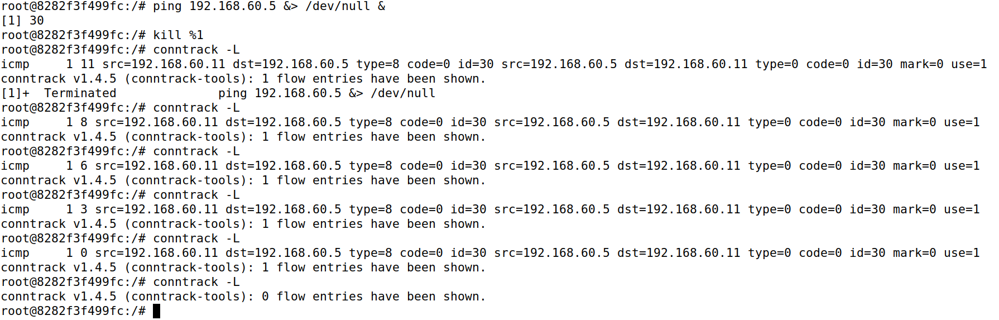 root@8282f3f499fc:/# ping 192.168.60.5 &> /dev/null &
[1] 30
root@8282f3f499fc:/# kill %1
root@8282f3f499fc:/# conntrack -L
icmp     1 11 src=192.168.60.11 dst=192.168.60.5 type=8 code=0 id=30 src=192.168.60.5 dst=192.168.60.11 type=0 code=0 id=30 mark=0 use=1
conntrack v1.4.5 (conntrack-tools): 1 flow entries have been shown.
[1]+  Terminated              ping 192.168.60.5 &> /dev/null
root@8282f3f499fc:/# conntrack -L
icmp     1 8 src=192.168.60.11 dst=192.168.60.5 type=8 code=0 id=30 src=192.168.60.5 dst=192.168.60.11 type=0 code=0 id=30 mark=0 use=1
conntrack v1.4.5 (conntrack-tools): 1 flow entries have been shown.
root@8282f3f499fc:/# conntrack -L
icmp     1 6 src=192.168.60.11 dst=192.168.60.5 type=8 code=0 id=30 src=192.168.60.5 dst=192.168.60.11 type=0 code=0 id=30 mark=0 use=1
conntrack v1.4.5 (conntrack-tools): 1 flow entries have been shown.
root@8282f3f499fc:/# conntrack -L
icmp     1 3 src=192.168.60.11 dst=192.168.60.5 type=8 code=0 id=30 src=192.168.60.5 dst=192.168.60.11 type=0 code=0 id=30 mark=0 use=1
conntrack v1.4.5 (conntrack-tools): 1 flow entries have been shown.
root@8282f3f499fc:/# conntrack -L
icmp     1 0 src=192.168.60.11 dst=192.168.60.5 type=8 code=0 id=30 src=192.168.60.5 dst=192.168.60.11 type=0 code=0 id=30 mark=0 use=1
conntrack v1.4.5 (conntrack-tools): 1 flow entries have been shown.
root@8282f3f499fc:/# conntrack -L
conntrack v1.4.5 (conntrack-tools): 0 flow entries have been shown.
root@8282f3f499fc:/#